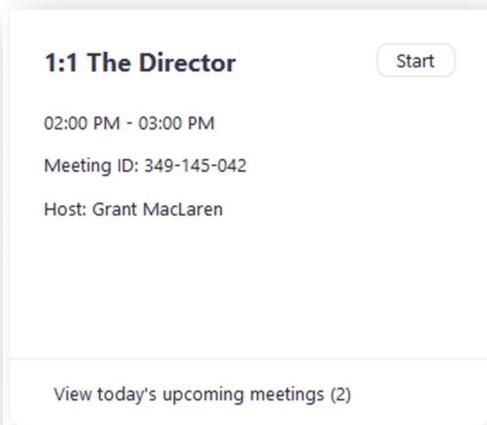 1:1 The Director
Start
02:00 PM - 03:00 PM
Meeting ID: 349-145-042
Host: Grant MacLaren
View today's upcoming meetings (2)